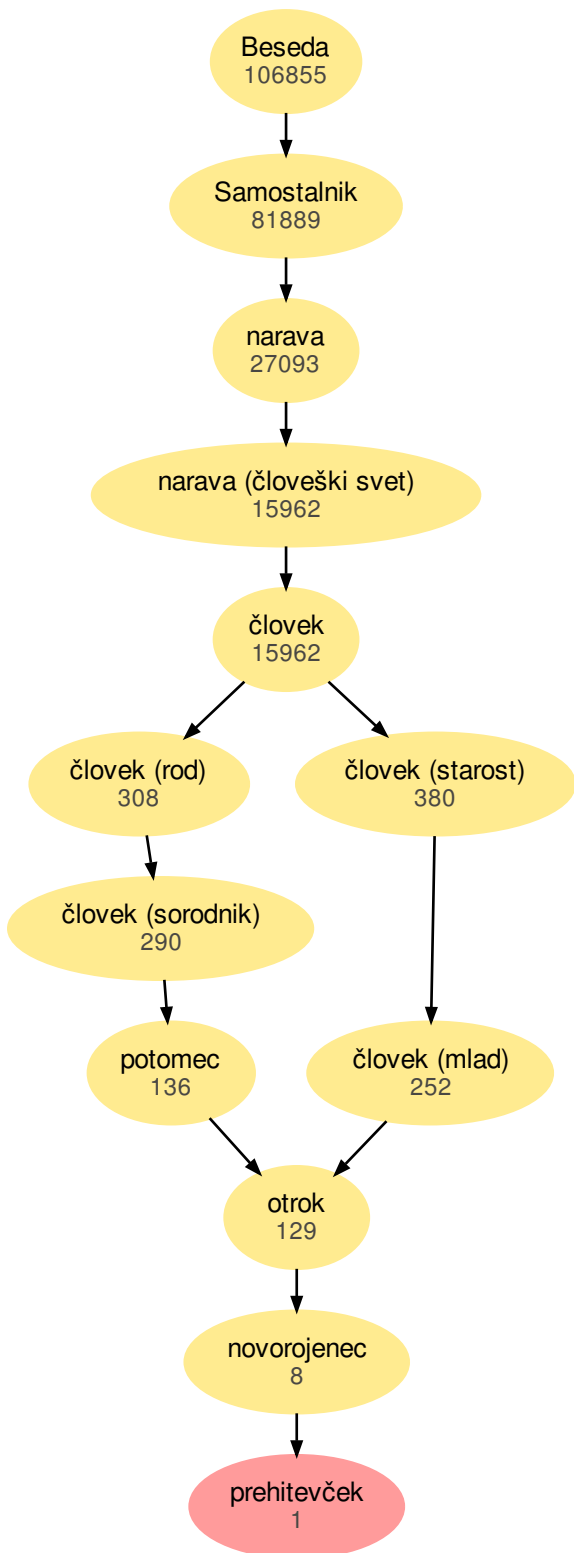 Beseda
106855
Samostalnik
81889
narava
27093
narava (človeški svet)
15962
človek
15962
človek (rod)
308
človek (starost)
380
človek (sorodnik)
290
potomec
136
človek (mlad)
252
otrok
129
novorojenec
8
prehitevček
1